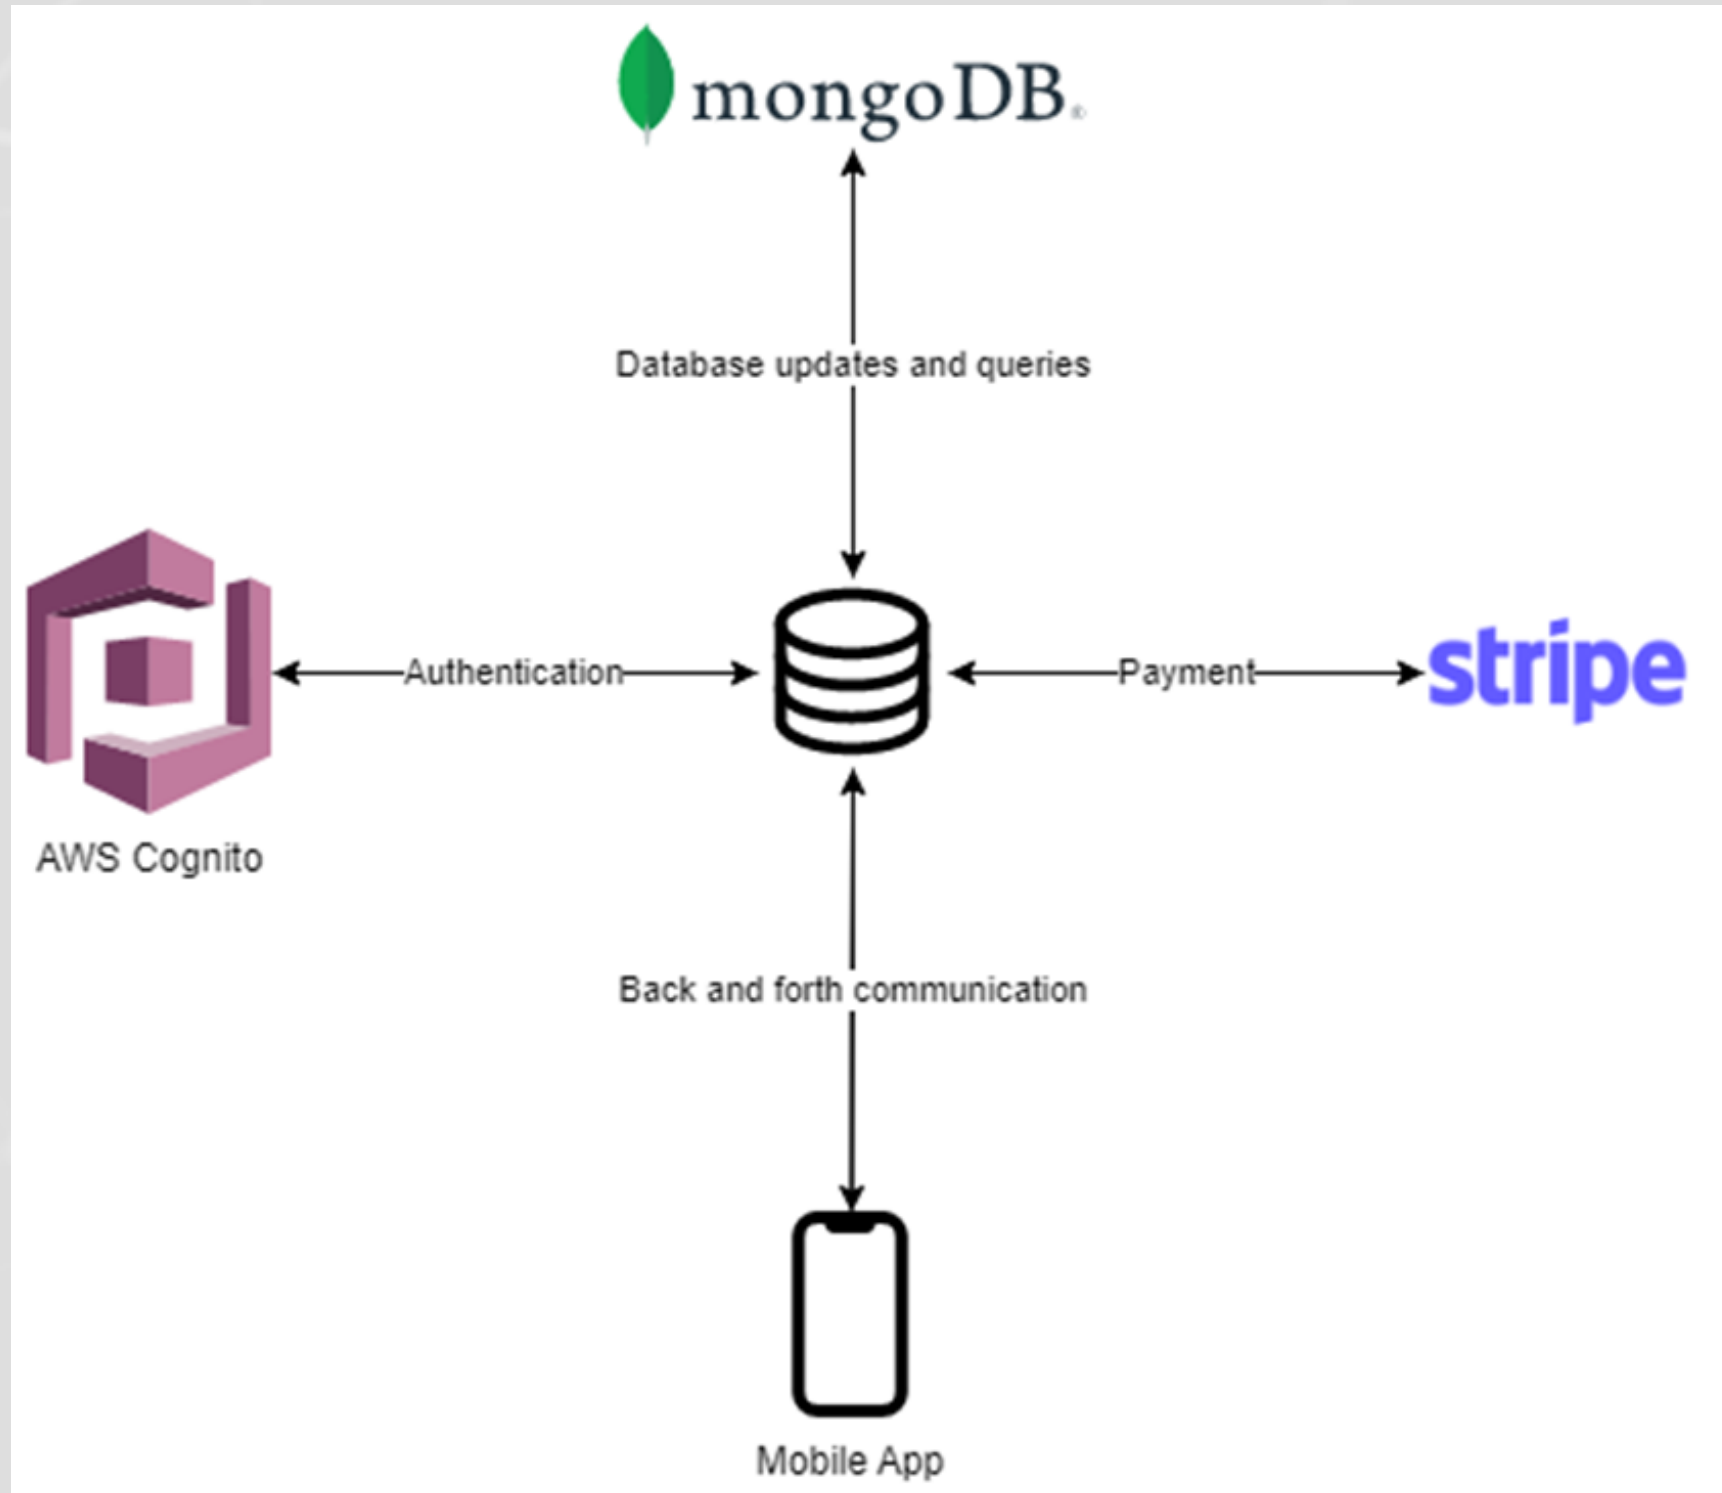 mongoDB®
Database updates and queries
Authentication
Payment
stripe
AWS Cognito
Back and forth communication
Mobile App